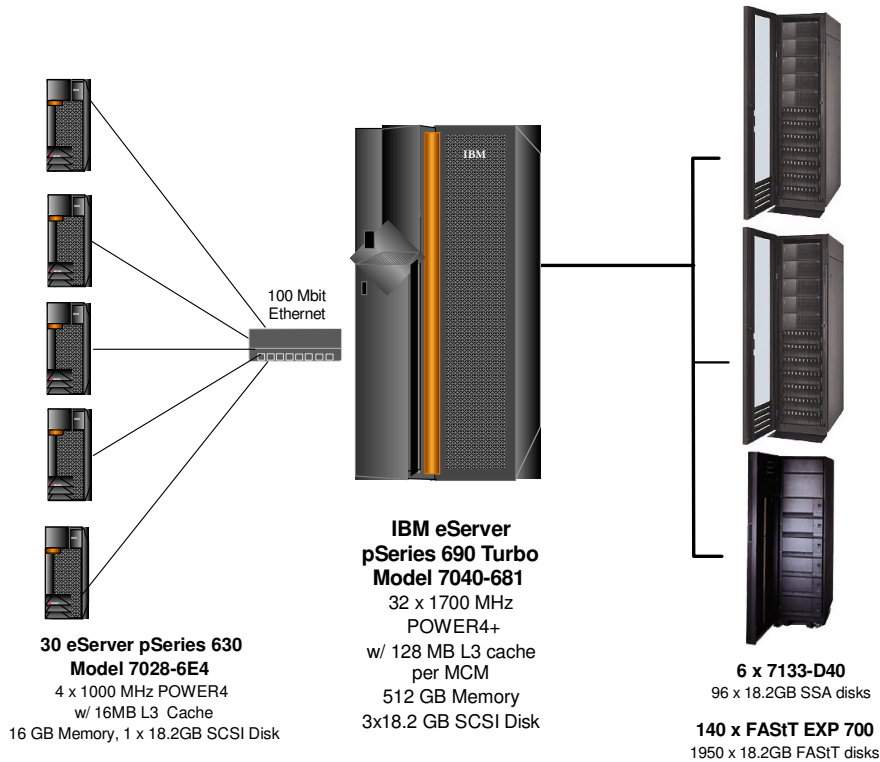 100 Mbit
Ethernet
IBM
30 eServer pSeries 630
Model 7028-6E4
4 x 1000 MHz POWER4
w/ 16MB L3 Cache
16 GB Memory, 1 x 18.2GB SCSI Disk
IBM eServer
pSeries 690 Turbo
Model 7040-681
32 x 1700 MHz
POWER4+
w/ 128 MB L3 cache
per MCM
512 GB Memory
3x18.2 GB SCSI Disk
6 x 7133-D40
96 x 18.2GB SSA disks
140 x FAStT EXP 700
1950 x 18.2GB FAStT disks